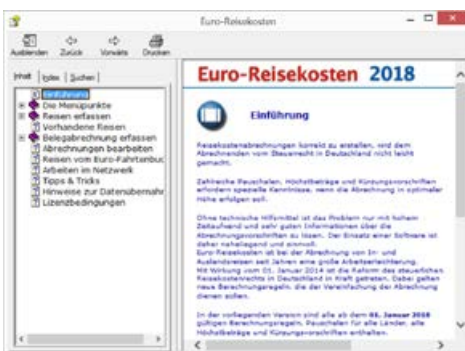 Euro-Reisekosten
Ausblenden Zurück Vorwärts Drucken
Inhalt Index Suchen
Einführung
Die Menüpunkte
Reisen erfassen
Vorhandene Reisen
Belegabrechnung erfassen
Abrechnungen bearbeiten
Reisen vom Euro-Fahrtenbuc
Arbeiten im Netzwerk
Tipps & Tricks
Hinweise zur Datenübernahm
Lizenzbedingungen
Euro-Reisekosten 2018
Einführung
Reisekostenabrechnungen korrekt zu erstellen, wird dem
Abrechnenden vom Steuerrecht in Deutschland nicht leicht
gemacht.
Zahlreiche Pauschalen, Höchstbeträge und Kürzungsvorschriften
erfordern spezielle Kenntnisse, wenn die Abrechnung in optimaler
Höhe erfolgen soll.
Ohne technische Hilfsmittel ist das Problem nur mit hohem
Zeitaufwand und sehr guten Informationen über die
Abrechnungsvorschriften zu lösen. Der Einsatz einer Software ist
daher naheliegend und sinnvoll.
Euro-Reisekosten ist bei der Abrechnung von In- und
Auslandsreisen seit Jahren eine große Arbeitserleichterung.
Mit Wirkung vom 01. Januar 2014 ist die Reform des steuerlichen
Reisekostenrechts in Deutschland in Kraft getreten. Dabei gelten
neue Berechnungsregeln, die der Vereinfachung der Abrechnung
dienen sollen.
In der vorliegenden Version sind alle ab dem 01. Januar 2018
gültigen Berechnungsregeln, Pauschalen für alle Länder, alle
Höchstbeträge und Kürzungsvorschriften enthalten.